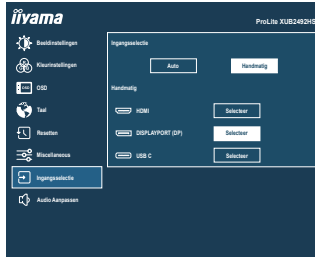 iiyama
ProLite XUB2492HS
Beeldinstellingen
Kleurinstellingen
OSD
OSD
Taal
Resetten
Miscellaneous
Ingangsselectie
Audio Aanpassen
Ingangsselectie
Auto
Handmatig
Handmatig
HDMI
Selecteer
DISPLAYPORT (DP)
Selecteer
USB C
Selecteer